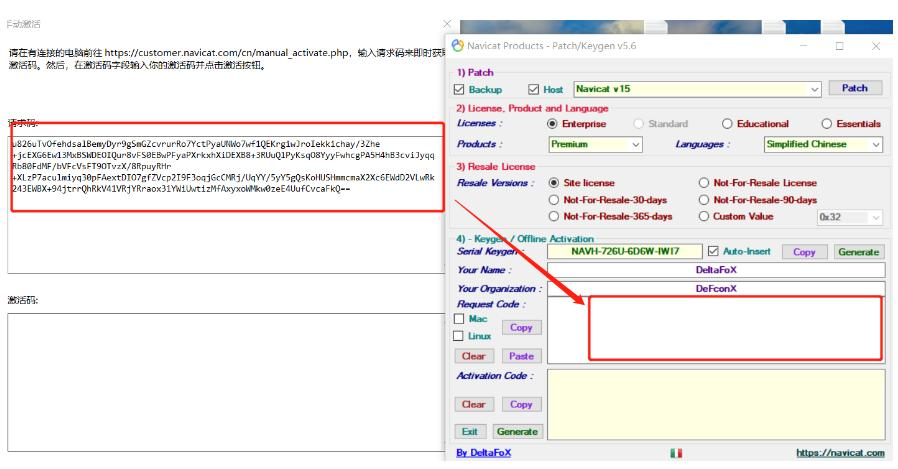 手动激活
请在有连接的电脑前往 https://customer.navicat.com/cn/manual_activate.php，输入请求码来即时获取
激活码。然后，在激活码字段输入你的激活码并点击激活按钮。
请求码:
u826uTvOfehdsalBemyDyr9gSmGZcvrurRo7YctPyaUNWo7wf1QEKrgiwJroIekkichay/3Zhe
+jcEXG6Ew13MxBSWDEOIQur8vFS0EBwPFyaPXrkxhXiDEXB8+3RUuQ1PyKsqO8YyyFwhcgPA5H4hB3cviJyqq
Rb80FdMF/bVFcVsFT9OTvzX/8RpuyRHr
+XLzP7acu1miyq30pFAextDIO7gfZVcp2I9F3oqjGcCMRj/UqYY/5yY5gQsKoHUSHmmcmaX2Xc6EWdD2VLwRk
243EWBX+94jtrrQhRkV41VRjYRraox3iYWiUwtizMfAxyxoWMkw0zeE4UufCvcaFkQ==
激活码:
Navicat Products - Patch/Keygen v5.6
1) Patch
Backup
Host
Navicat v15
Patch
2) License, Product and Language
Licenses :
Enterprise
Standard
Educational
Essentials
Products :
Premium
Languages :
Simplified Chinese
3) Resale License
Resale Versions :
Site license
Not-For-Resale License
Not-For-Resale-30-days
Not-For-Resale-90-days
Not-For-Resale-365-days
Custom Value
0x32
4) - Keygen / Offline Activation
Serial Keygen :
NAVH-726U-6D6W-IWI7
Auto-Insert
Copy
Generate
Your Name :
DeltaFoX
Your Organization :
DeFconX
Request Code :
Mac
Linux
Copy
Clear
Paste
Activation Code :
Clear
Copy
Exit
Generate
By DeltaFoX
https://navicat.com